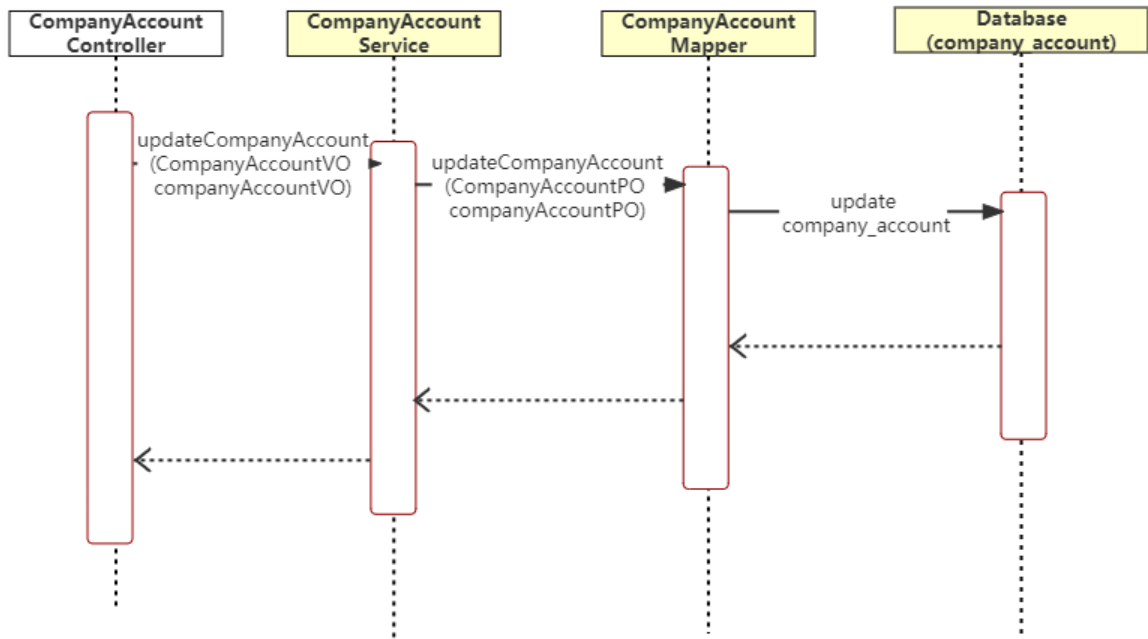 CompanyAccount
Controller
CompanyAccount
Service
CompanyAccount
Mapper
Database
(company_account)
updateCompanyAccount
(CompanyAccountVO
companyAccountVO)
updateCompanyAccount
(CompanyAccountPO
companyAccountPO)
update
company_account